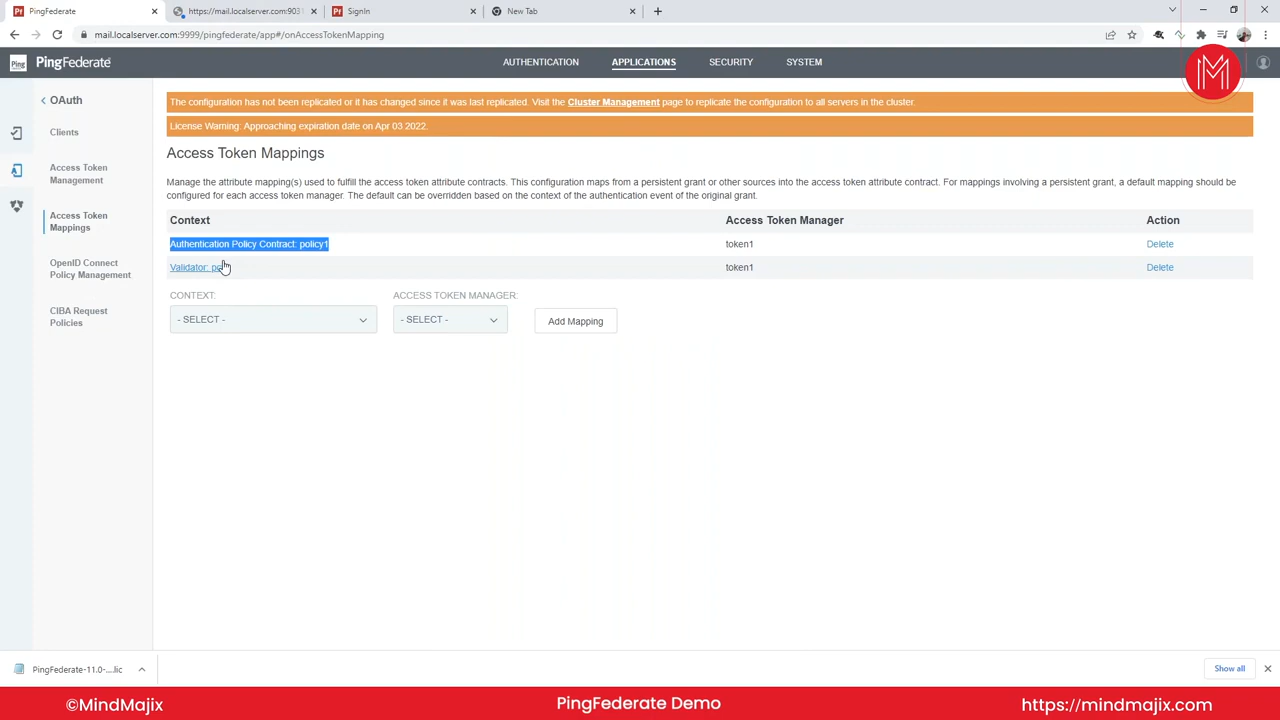 PingFederate
https://mail.localserver.com:903
SignIn
New Tab
mail.localserver.com:9999/pingfederate/app#/onAccessTokenMapping
Ping
PingFederate
AUTHENTICATION
APPLICATIONS
SECURITY
SYSTEM
M
OAuth
Clients
Access Token
Management
Access Token
Mappings
OpenID Connect
Policy Management
CIBA Request
Policies
The configuration has not been replicated or it has changed since it was last replicated. Visit the Cluster Management page to replicate the configuration to all servers in the cluster.
License Warning: Approaching expiration date on Apr 03 2022.
Access Token Mappings
Manage the attribute mapping(s) used to fulfill the access token attribute contracts. This configuration maps from a persistent grant or other sources into the access token attribute contract. For mappings involving a persistent grant, a default mapping should be
configured for each access token manager. The default can be overridden based on the context of the authentication event of the original grant.
Context Access Token Manager Action
Authentication Policy Contract: policy1 token1 Delete
Validator: token1 Delete
CONTEXT: ACCESS TOKEN MANAGER:
- SELECT - - SELECT - Add Mapping
PingFederate-11.0-....lic
Show all
©MindMajix
PingFederate Demo
https://mindmajix.com